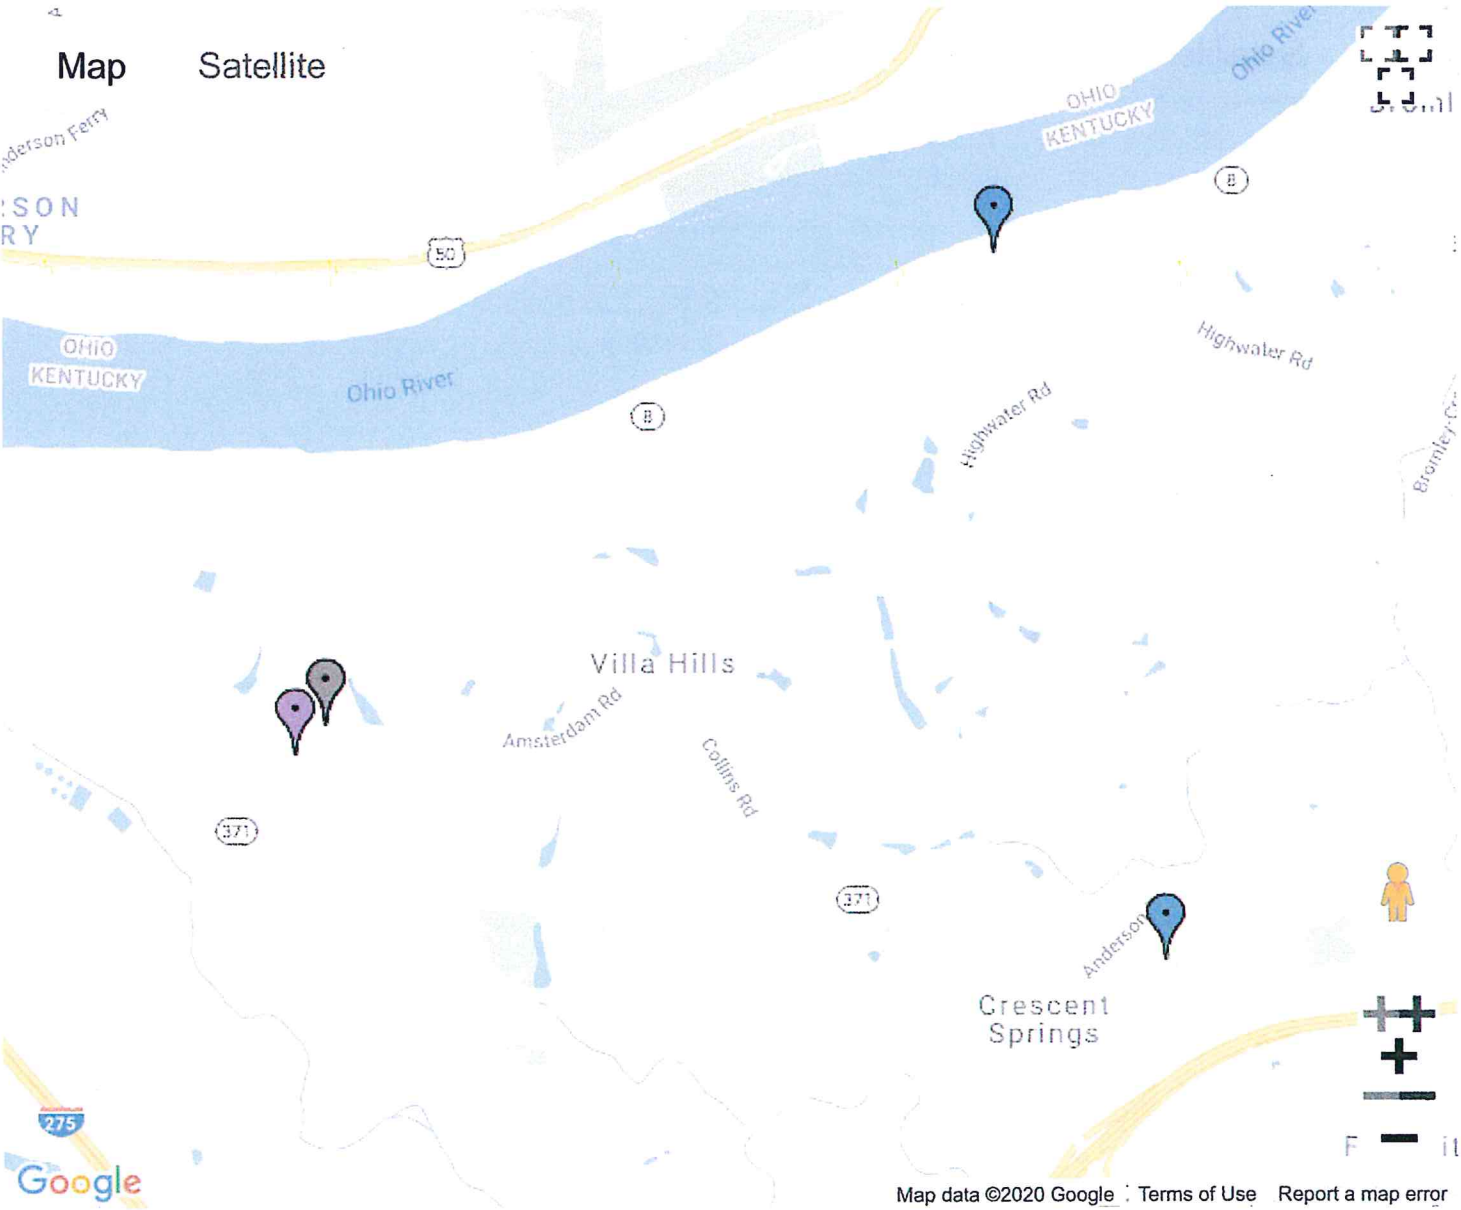 Map Satellite
Ohio River
OHIO
KENTUCKY
8
50
Highwater Rd
OHIO
KENTUCKY
Ohio River
8
Highwater Rd
Villa Hills
Amsterdam Rd
Collins Rd
371
371
Anderson
Crescent
Springs
275
Google
Map data ©2020 Google Terms of Use Report a map error